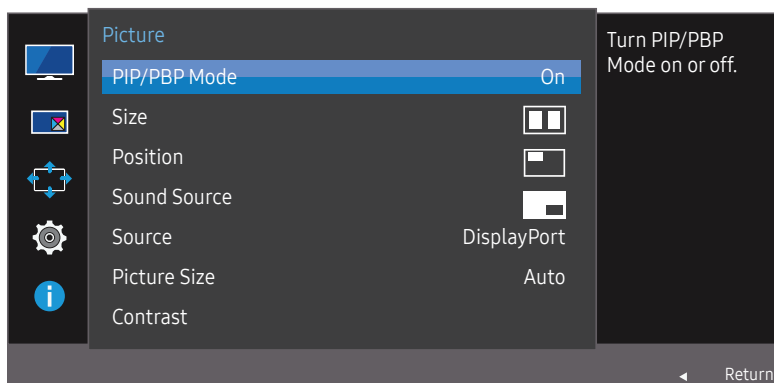 Picture
PIP/PBP Mode On
Size
Position
Sound Source
Source DisplayPort
Picture Size Auto
Contrast
Turn PIP/PBP
Mode on or off.
i
Return